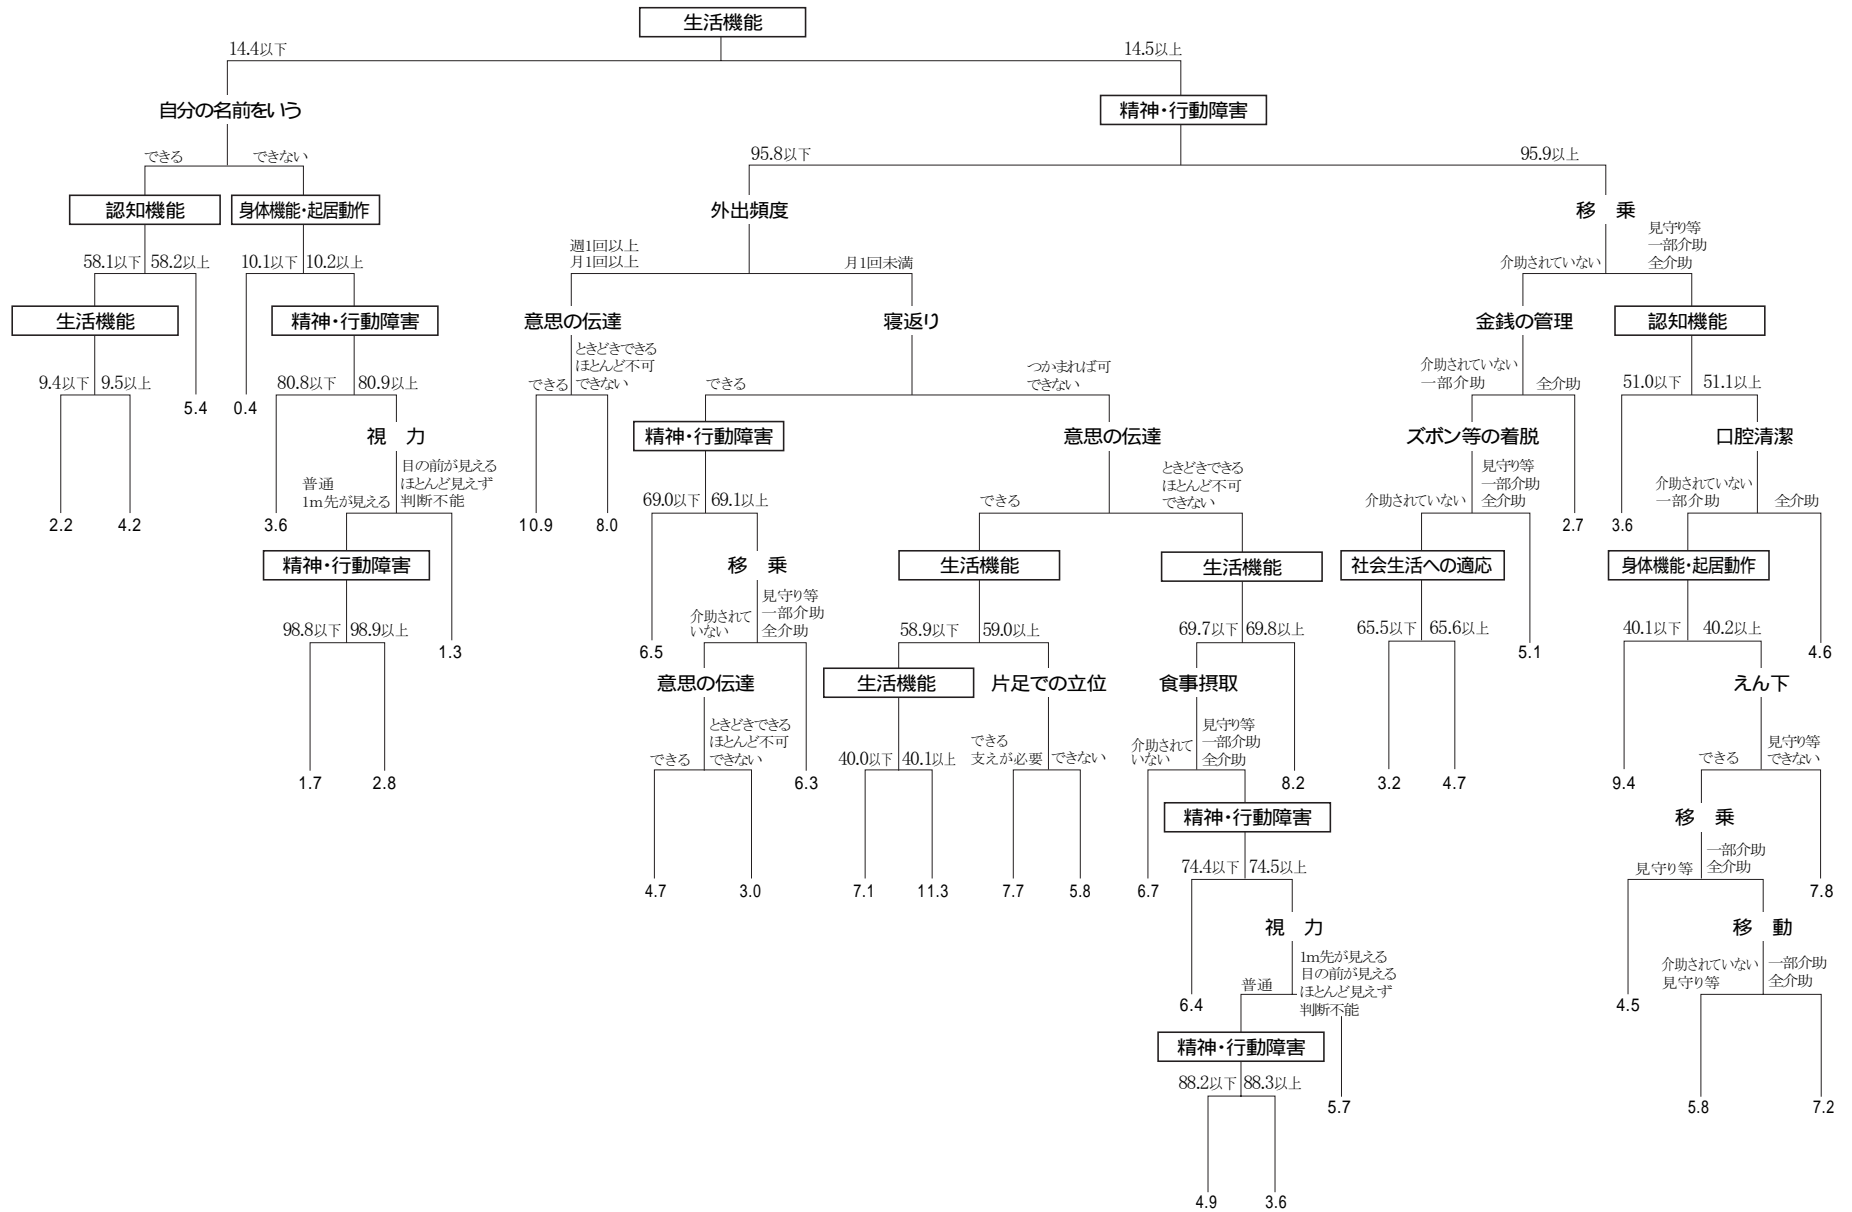 生活機能
14.4以下
14.5以上
自分の名前をいう
精神・行動障害
できる
できない
95.8以下
95.9以上
認知機能
身体機能・起居動作
外出頻度
移 乗
週1回以上
月1回以上
月1回未満
介助されていない
見守り等
一部介助
全介助
58.1以下
58.2以上
10.1以下
10.2以上
生活機能
精神・行動障害
意思の伝達
寝返り
金銭の管理
認知機能
9.4以下
9.5以上
5.4
0.4
80.8以下
80.9以上
できる
ときどきできる
ほとんど不可
できない
できる
つかまれば可
できない
介助されていない
一部介助
全介助
51.0以下
51.1以上
視 力
精神・行動障害
意思の伝達
ズボン等の着脱
口腔清潔
普通
1m先が見える
目の前が見える
ほとんど見えず
判断不能
69.0以下
69.1以上
できる
ときどきできる
ほとんど不可
できない
介助されていない
見守り等
一部介助
全介助
介助されていない
一部介助
全介助
2.2
4.2
3.6
10.9
8.0
2.7
3.6
精神・行動障害
移 乗
生活機能
生活機能
社会生活への適応
身体機能・起居動作
98.8以下
98.9以上
1.3
6.5
介助されて
いない
見守り等
一部介助
全介助
58.9以下
59.0以上
69.7以下
69.8以上
65.5以下
65.6以上
5.1
40.1以下
40.2以上
4.6
意思の伝達
生活機能
片足での立位
食事摂取
えん下
できる
ときどきできる
ほとんど不可
できない
40.0以下
40.1以上
できる
支えが必要
できない
介助されて
いない
見守り等
一部介助
全介助
できる
見守り等
できない
1.7
2.8
6.3
8.2
3.2
4.7
9.4
精神・行動障害
移 乗
74.4以下
74.5以上
見守り等
一部介助
全介助
4.7
3.0
7.1
11.3
7.7
5.8
6.7
7.8
視 力
移 動
普通
1m先が見える
目の前が見える
ほとんど見えず
判断不能
介助されていない
見守り等
一部介助
全介助
6.4
4.5
精神・行動障害
88.2以下
88.3以上
5.7
5.8
7.2
4.9
3.6